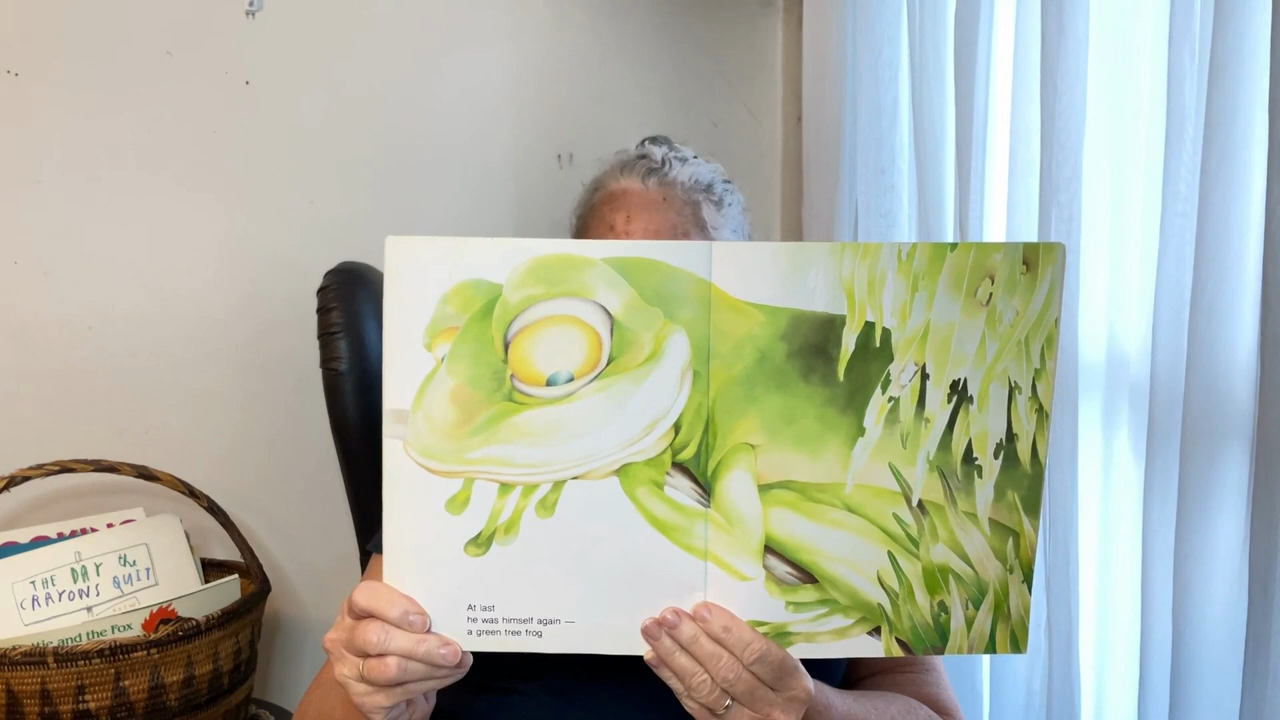 THE DAY the
CRAYONS QUIT
and the Fox
At last
he was himself again —
a green tree frog